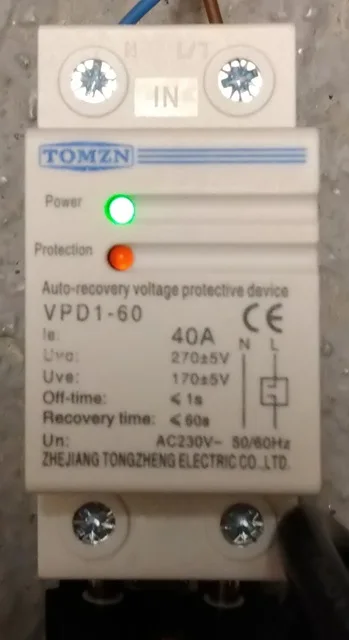 N L/L
IN
TOMZN
Power
Protection
Auto-recovery voltage protective device
VPD1-60
CE
Ie: 40A
N L
Uvo: 270±5V
Uve: 170±5V
Off-time: ⩽ 1s
Recovery time: ⩽ 60s
Un: AC230V~ 50/60Hz
ZHEJIANG TONGZHENG ELECTRIC CO.,LTD.